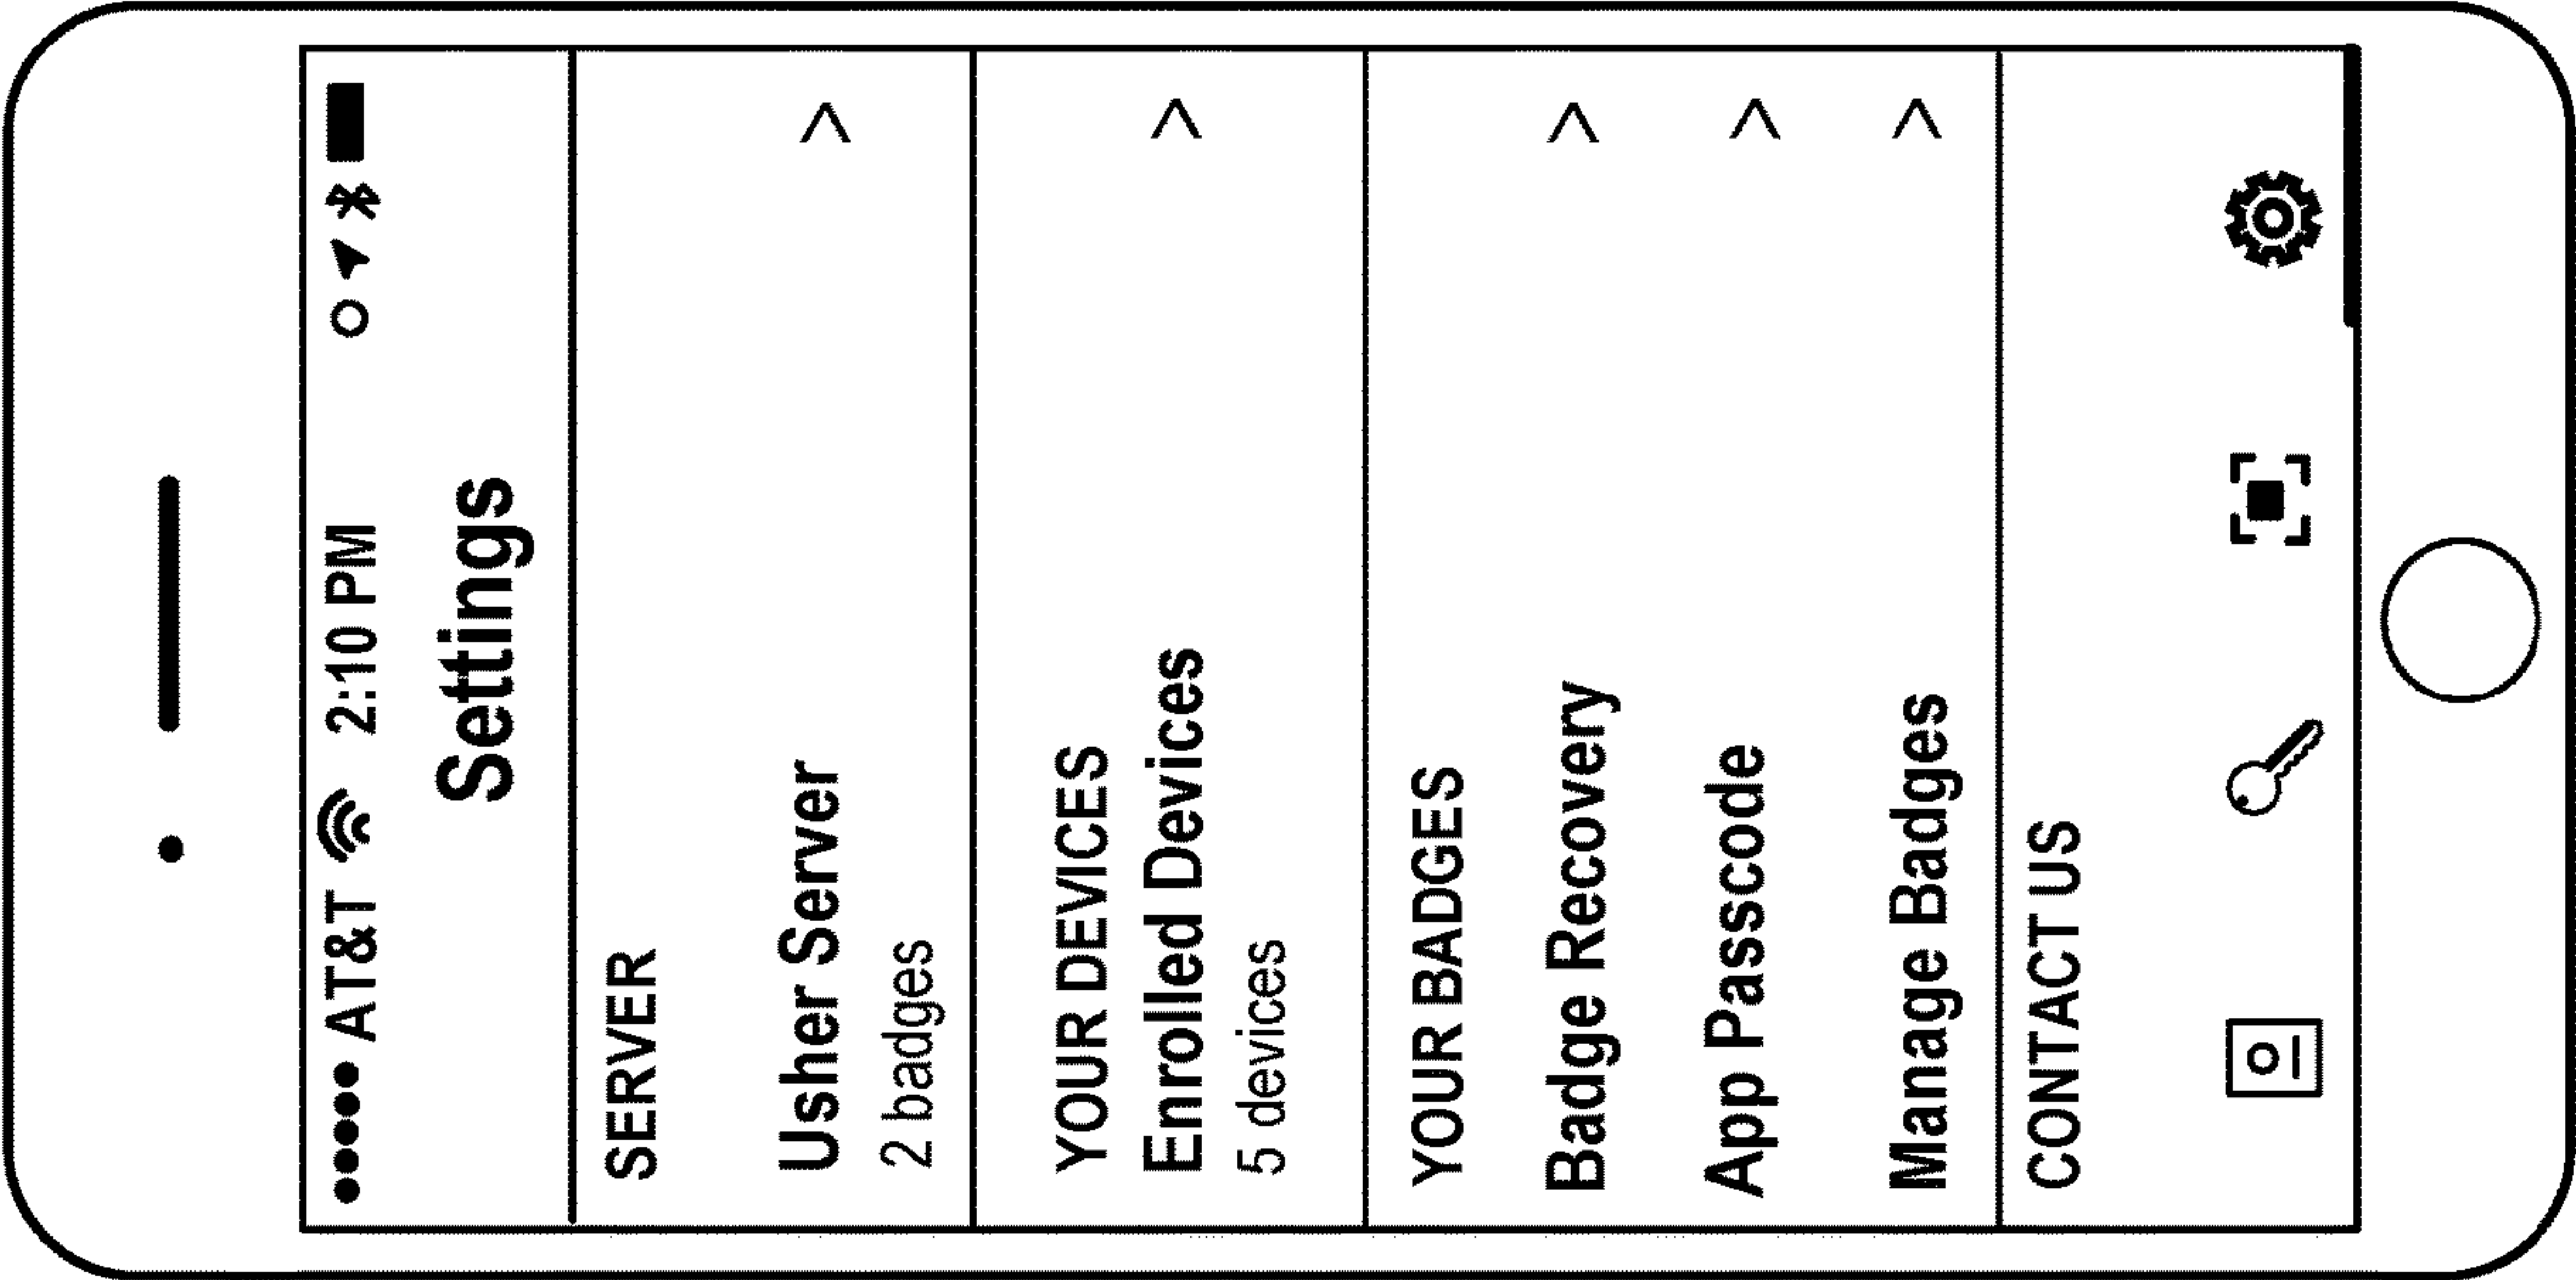 AT&T 2:10 PM
Settings
SERVER
Usher Server
2 badges
YOUR DEVICES
Enrolled Devices
5 devices
YOUR BADGES
Badge Recovery
App Passcode
Manage Badges
CONTACT US